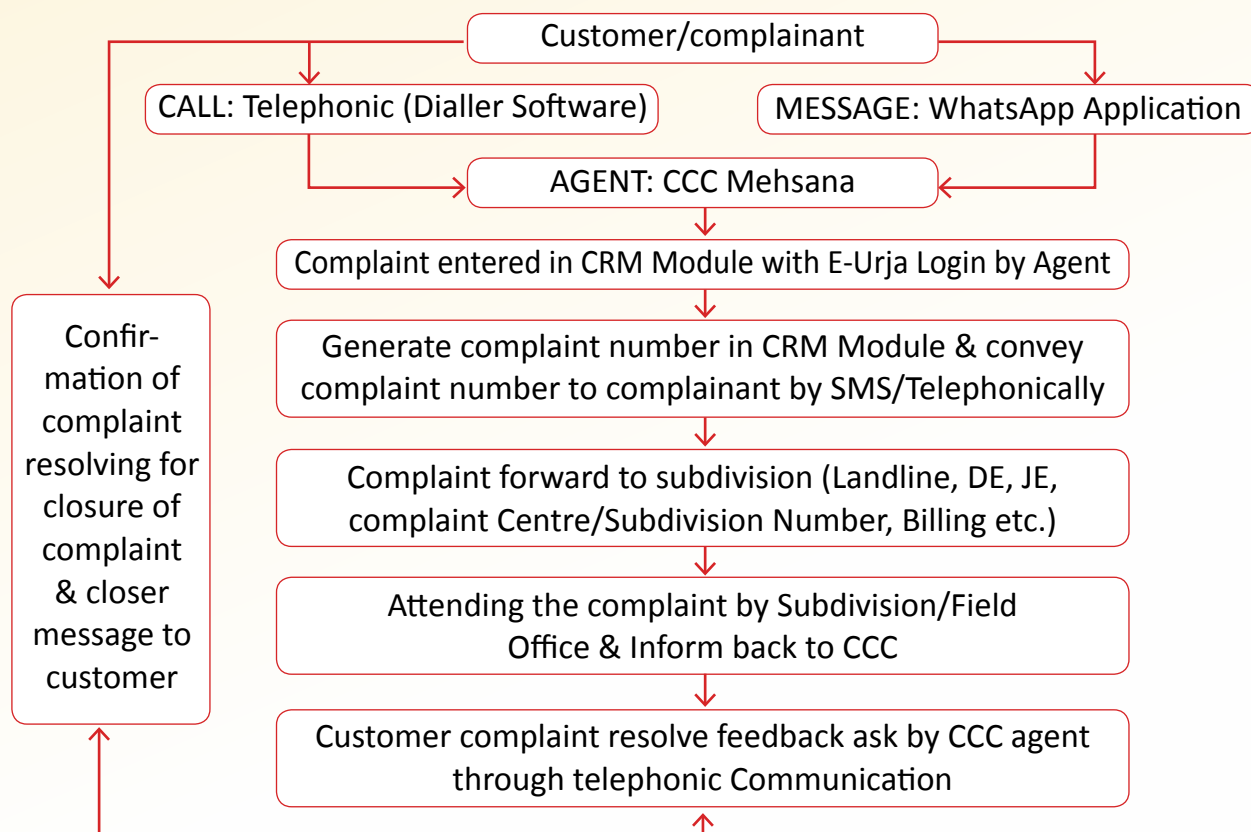 Customer/complainant
CALL: Telephonic (Dialler Software)
MESSAGE: WhatsApp Application
AGENT: CCC Mehsana
Complaint entered in CRM Module with E-Urja Login by Agent
Generate complaint number in CRM Module & convey
complaint number to complainant by SMS/Telephonically
Complaint forward to subdivision (Landline, DE, JE,
complaint Centre/Subdivision Number, Billing etc.)
Attending the complaint by Subdivision/Field
Office & Inform back to CCC
Customer complaint resolve feedback ask by CCC agent
through telephonic Communication
Confir-
mation of
complaint
resolving for
closure of
complaint
& closer
message to
customer